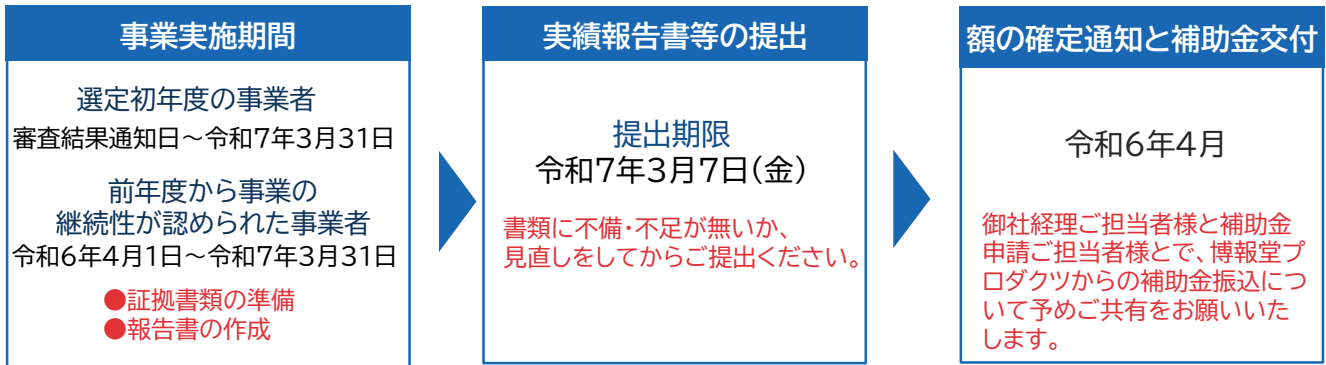 事業実施期間
選定初年度の事業者
審査結果通知日～令和7年3月31日
前年度から事業の
継続性が認められた事業者
令和6年4月1日～令和7年3月31日
●証拠書類の準備
●報告書の作成
実績報告書等の提出
提出期限
令和7年3月7日(金)
書類に不備・不足が無いか、
見直しをしてからご提出ください。
額の確定通知と補助金交付
令和6年4月
御社経理ご担当者様と補助金
申請ご担当者様とで、博報堂プ
ロダクツからの補助金振込につ
いて予めご共有をお願いいた
します。